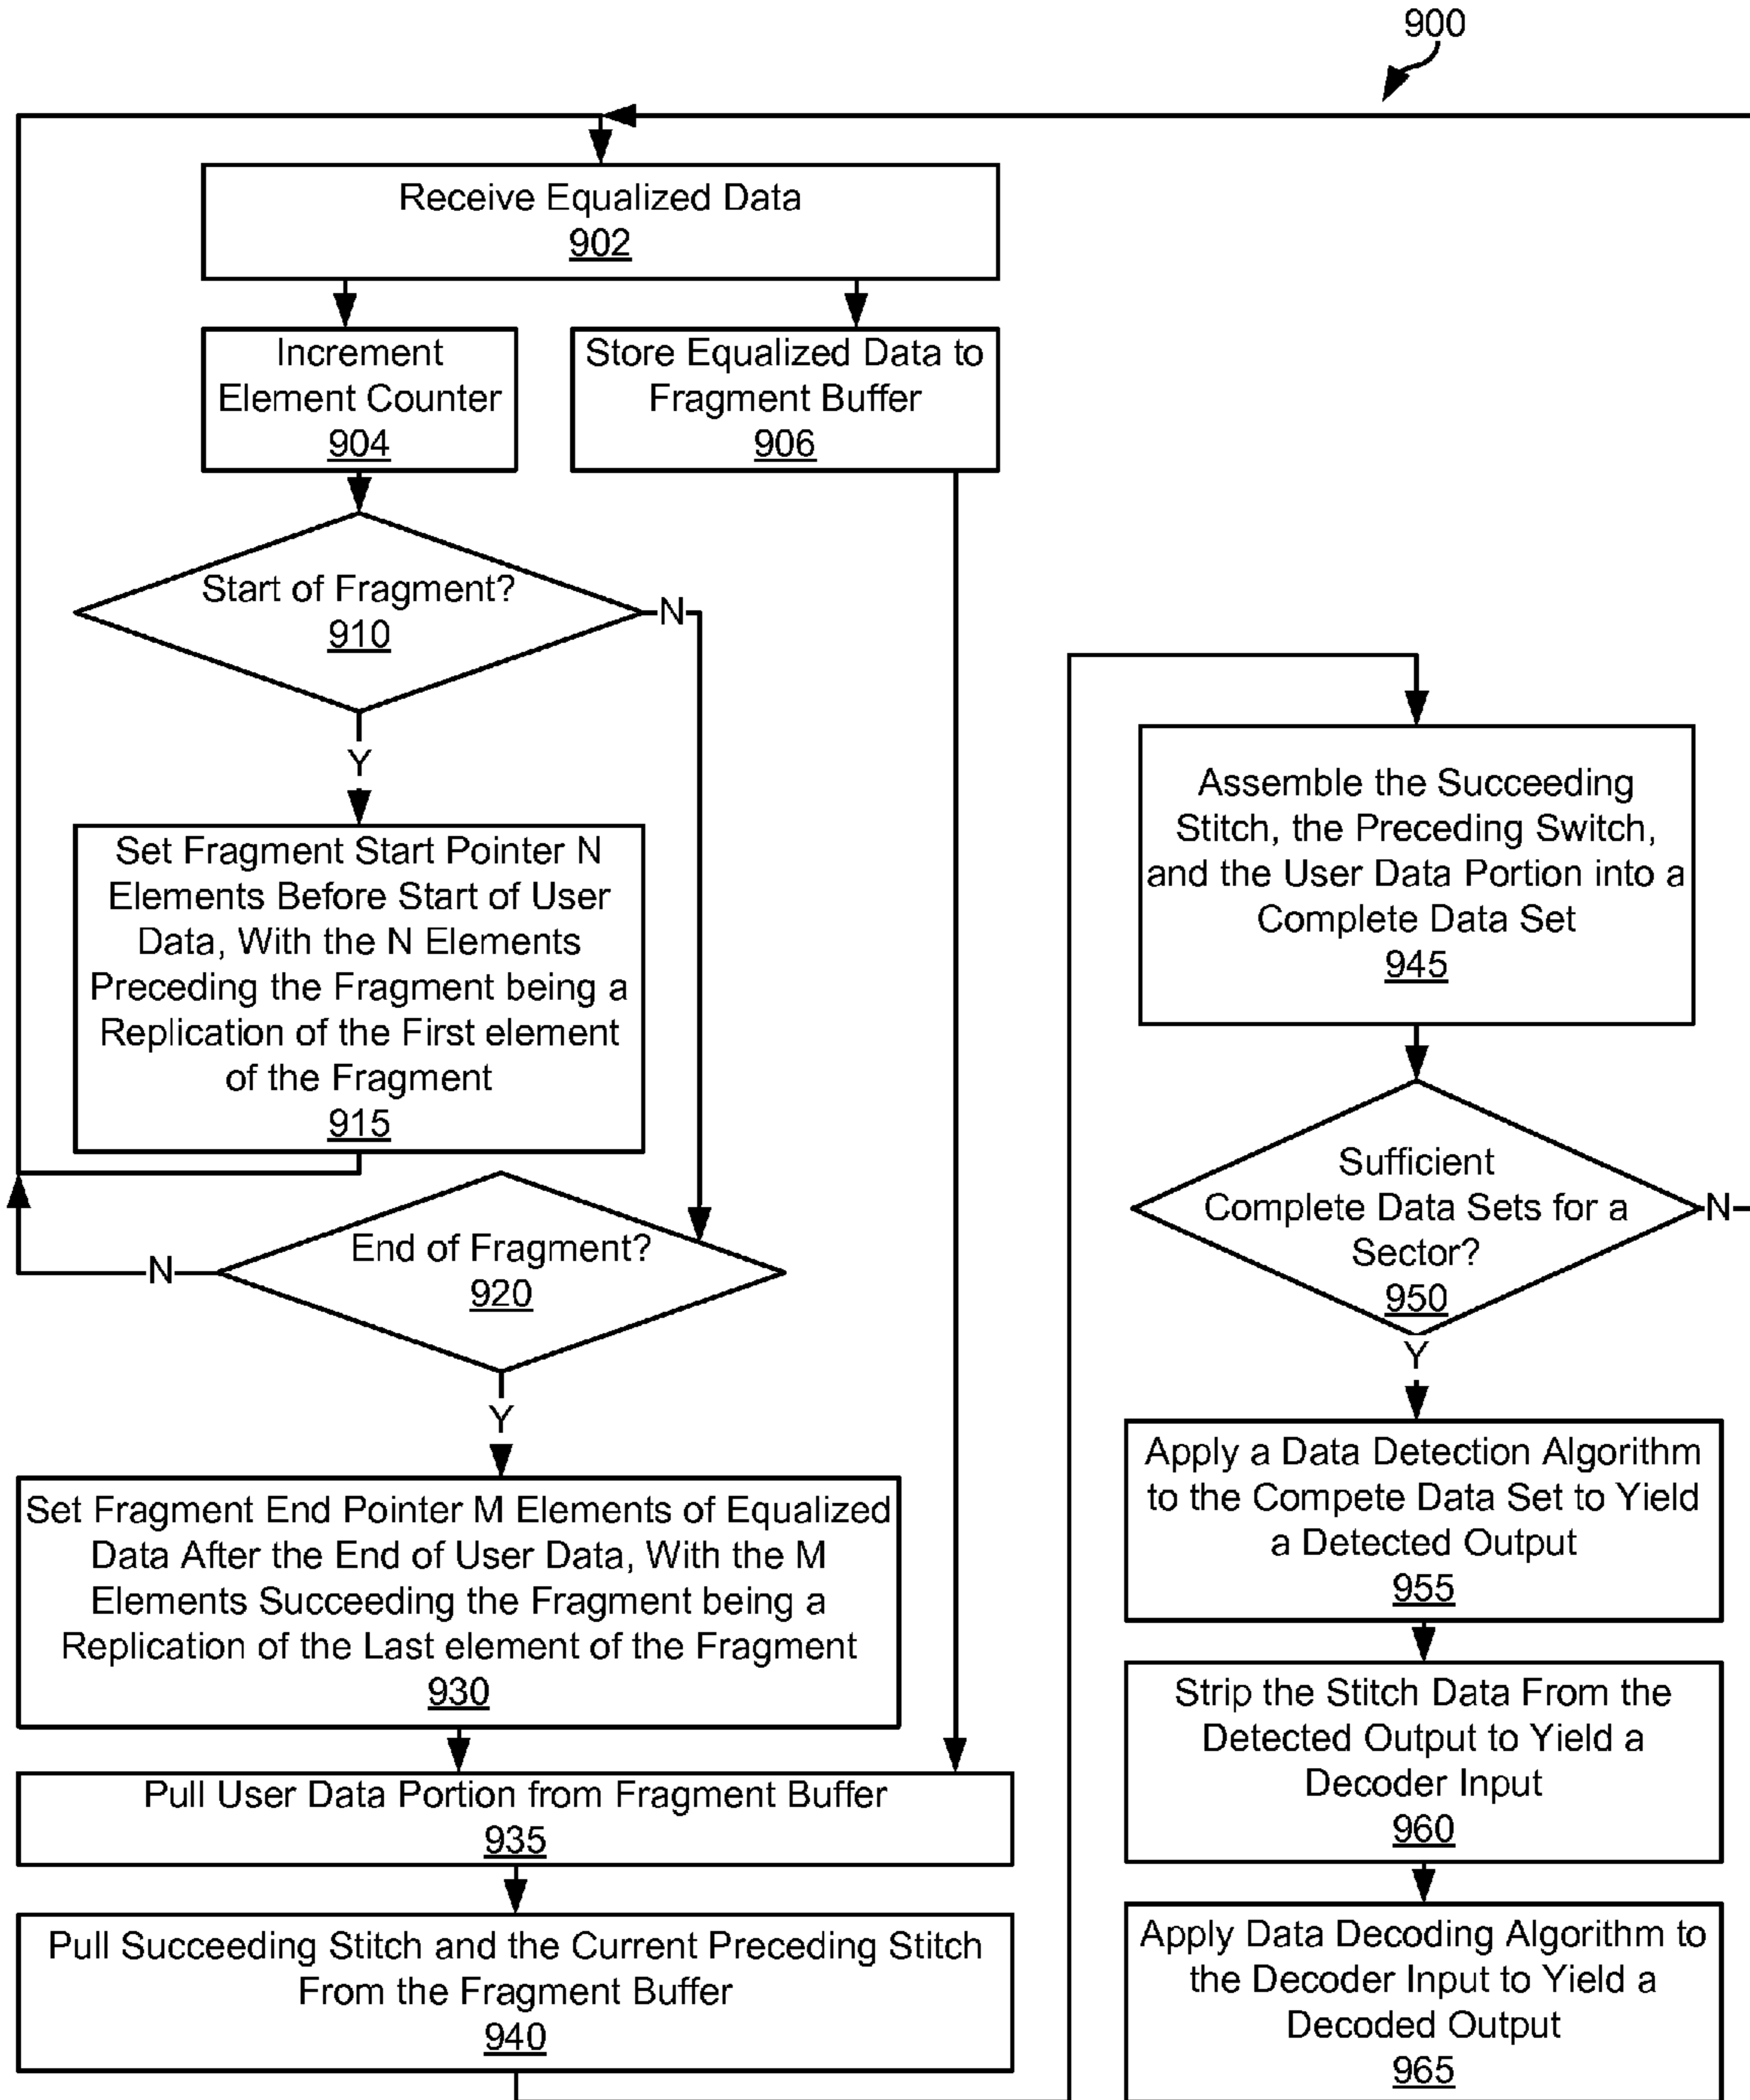 900
Receive Equalized Data
902
Increment
Element Counter
904
Store Equalized Data to
Fragment Buffer
906
Start of Fragment?
910
N
Y
Set Fragment Start Pointer N
Elements Before Start of User
Data, With the N Elements
Preceding the Fragment being a
Replication of the First element
of the Fragment
915
End of Fragment?
920
N
Y
Set Fragment End Pointer M Elements of Equalized
Data After the End of User Data, With the M
Elements Succeeding the Fragment being a
Replication of the Last element of the Fragment
930
Pull User Data Portion from Fragment Buffer
935
Pull Succeeding Stitch and the Current Preceding Stitch
From the Fragment Buffer
940
Assemble the Succeeding
Stitch, the Preceding Switch,
and the User Data Portion into a
Complete Data Set
945
Sufficient
Complete Data Sets for a
Sector?
950
N
Y
Apply a Data Detection Algorithm
to the Compete Data Set to Yield
a Detected Output
955
Strip the Stitch Data From the
Detected Output to Yield a
Decoder Input
960
Apply Data Decoding Algorithm to
the Decoder Input to Yield a
Decoded Output
965